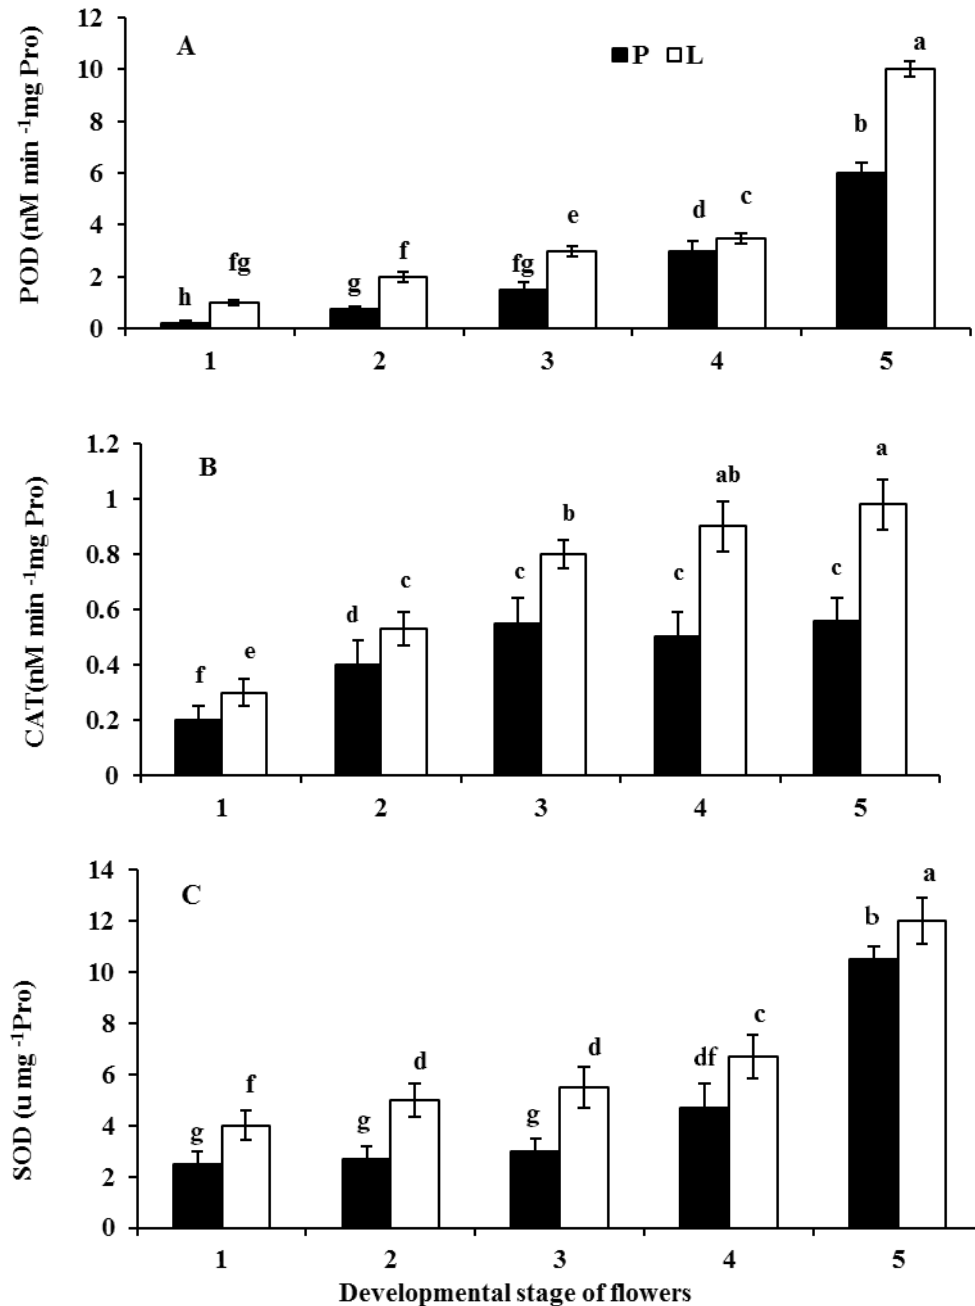 A
P L
POD (nM min -1mg Pro)
12
10
8
6
4
2
0
h fg g f fg e d c b a
1 2 3 4 5
B
CAT(nM min -1mg Pro)
1.2
1
0.8
0.6
0.4
0.2
0
f e d c c b c ab c a
1 2 3 4 5
C
SOD (u mg -1Pro)
14
12
10
8
6
4
2
0
g f g d g d df c b a
1 2 3 4 5
Developmental stage of flowers